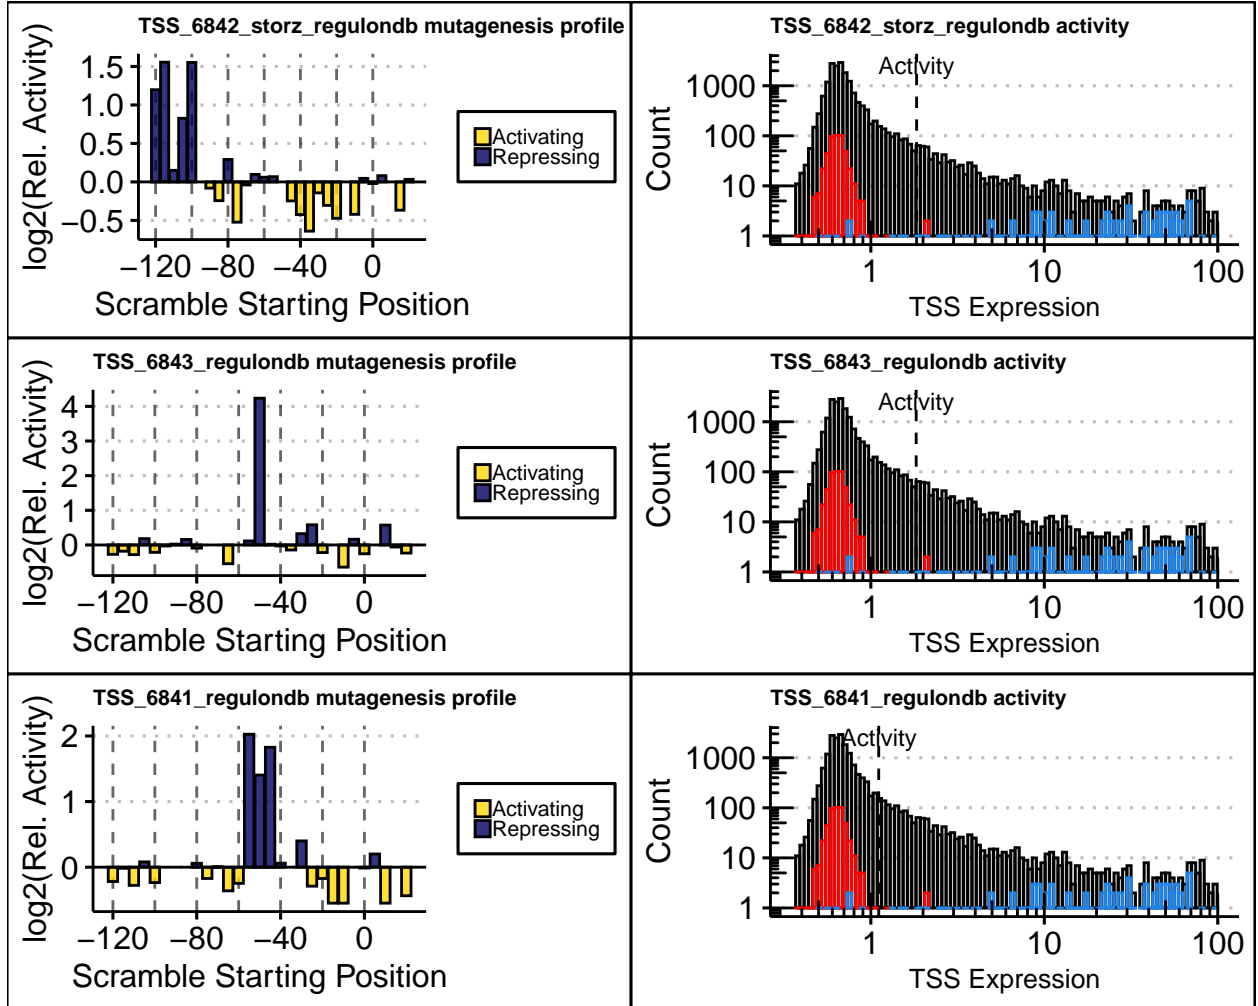 TSS_6842_storz_regulondb mutagenesis profile
log2(Rel. Activity)
1.5
1.0
0.5
0.0
−0.5
−120 −80 −40 0
Scramble Starting Position
Activating
Repressing
TSS_6842_storz_regulondb activity
Activity
Count
1000
100
10
1
1 10 100
TSS Expression
TSS_6843_regulondb mutagenesis profile
log2(Rel. Activity)
4
3
2
1
0
−120 −80 −40 0
Scramble Starting Position
Activating
Repressing
TSS_6843_regulondb activity
Activity
Count
1000
100
10
1
1 10 100
TSS Expression
TSS_6841_regulondb mutagenesis profile
log2(Rel. Activity)
2
1
0
−120 −80 −40 0
Scramble Starting Position
Activating
Repressing
TSS_6841_regulondb activity
Activity
Count
1000
100
10
1
1 10 100
TSS Expression